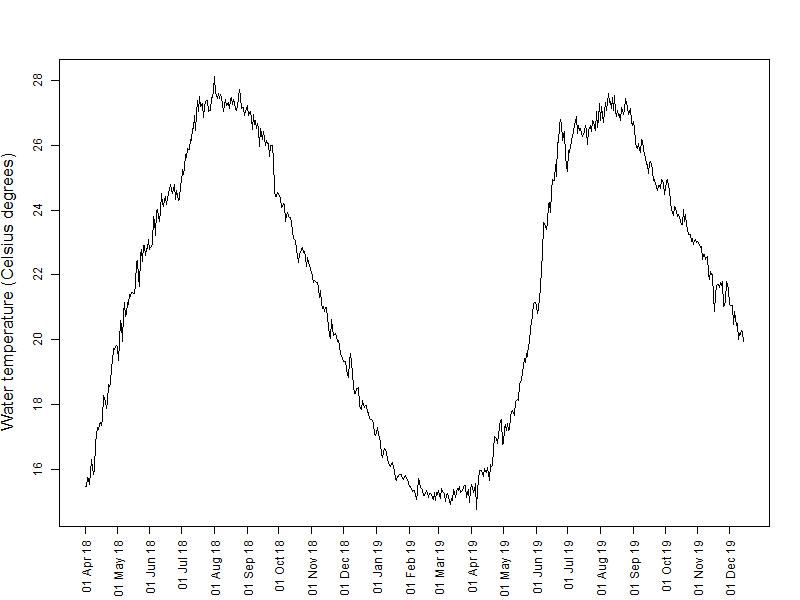 Water temperature (Celsius degrees)
28
26
24
22
20
18
16
01 Apr 18
01 May 18
01 Jun 18
01 Jul 18
01 Aug 18
01 Sep 18
01 Oct 18
01 Nov 18
01 Dec 18
01 Jan 19
01 Feb 19
01 Mar 19
01 Apr 19
01 May 19
01 Jun 19
01 Jul 19
01 Aug 19
01 Sep 19
01 Oct 19
01 Nov 19
01 Dec 19